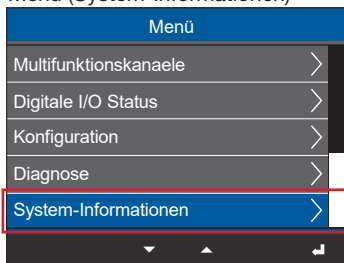 Menü (System-Informationen)
Menü
Multifunktionskanaele
Digitale I/O Status
Konfiguration
Diagnose
System-Informationen